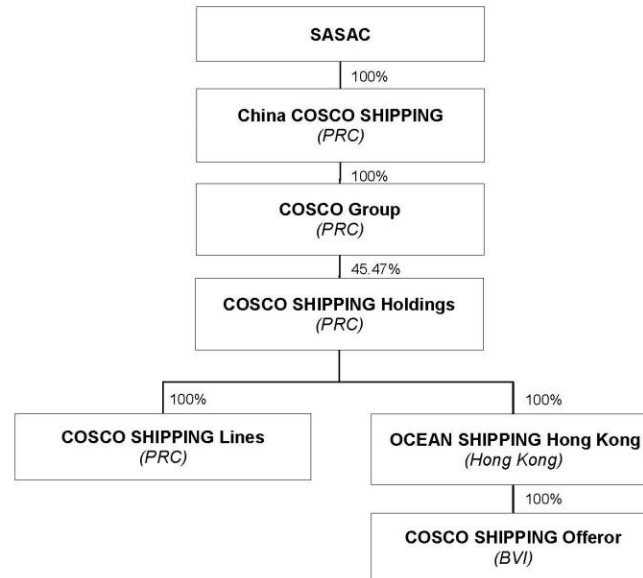 SASAC
100%
China COSCO SHIPPING
(PRC)
100%
COSCO Group
(PRC)
45.47%
COSCO SHIPPING Holdings
(PRC)
100%
100%
COSCO SHIPPING Lines
(PRC)
OCEAN SHIPPING Hong Kong
(Hong Kong)
100%
COSCO SHIPPING Offeror
(BVI)